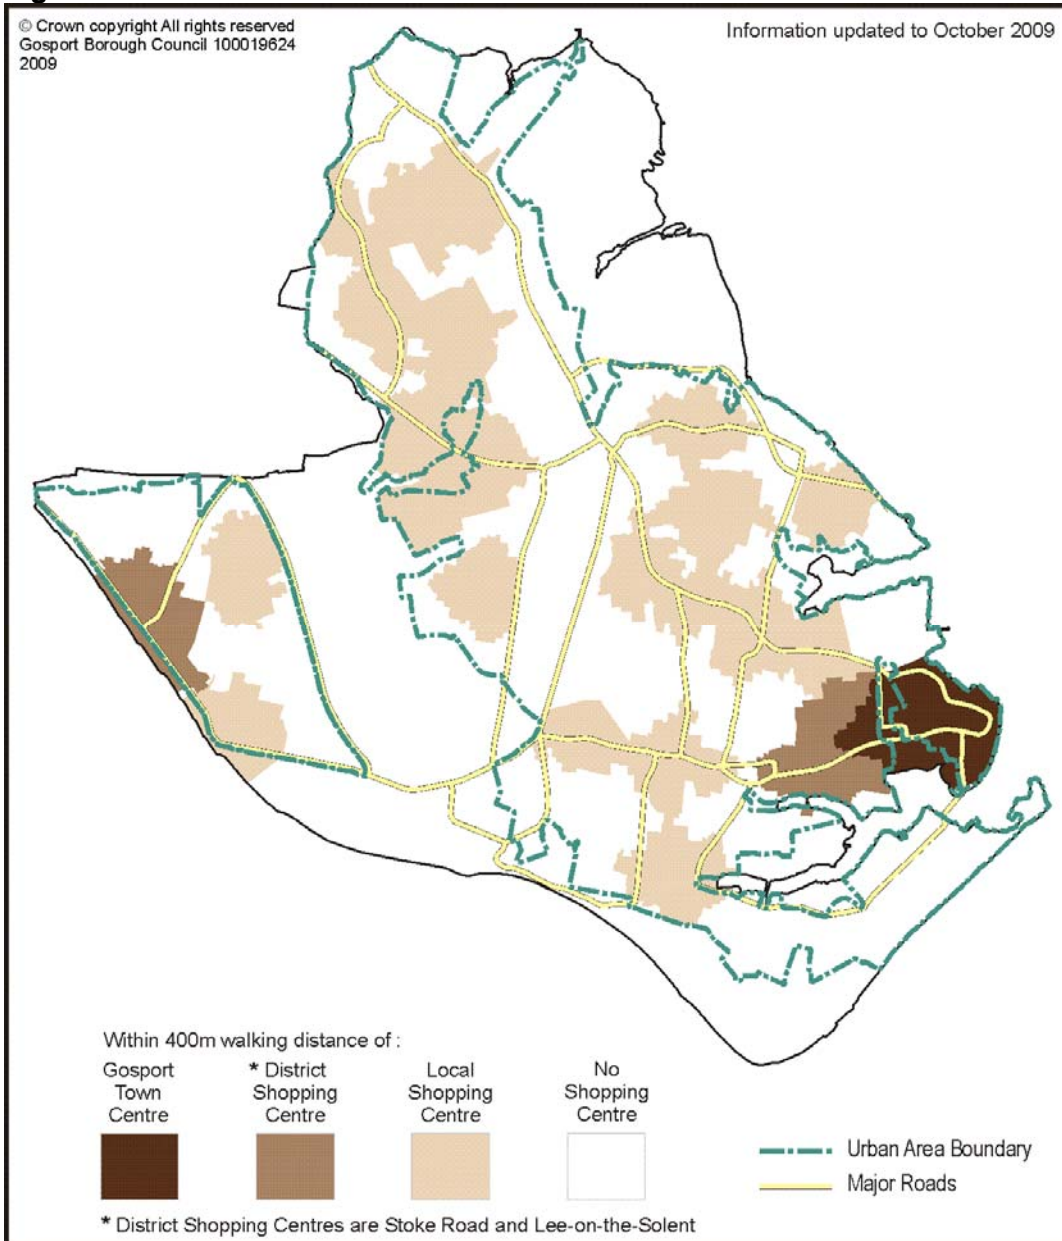 © Crown copyright All rights reserved
Gosport Borough Council 100019624
2009
Information updated to October 2009
Within 400m walking distance of :
Gosport
Town
Centre
* District
Shopping
Centre
Local
Shopping
Centre
No
Shopping
Centre
Urban Area Boundary
Major Roads
* District Shopping Centres are Stoke Road and Lee-on-the-Solent